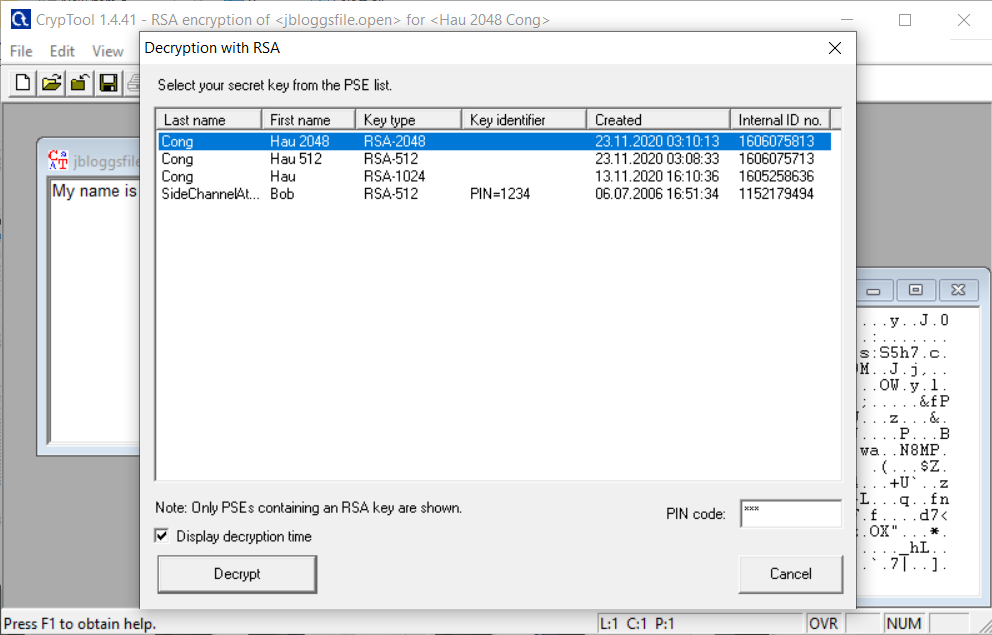 CrypTool 1.4.41 - RSA encryption of <jbloggsfile.open> for <Hau 2048 Cong>
File Edit View
Decryption with RSA
Select your secret key from the PSE list.
Last name First name Key type Key identifier Created Internal ID no.
Cong Hau 2048 RSA-2048 23.11.2020 03:10:13 1606075813
Cong Hau 512 RSA-512 23.11.2020 03:08:33 1606075713
Cong Hau RSA-1024 13.11.2020 16:10:36 1605258636
SideChannelAt... Bob RSA-512 PIN=1234 06.07.2006 16:51:34 1152179494
jbloggsfile
My name is
...y..J.0
.:.......
s:S5h7.c.
M..J.j,..
..OW.y.l.
;.....&fP
...z...&.
....P...B
wa..N8MP.
.(...$Z.
...+U`..z
L...q..fn
.f....d7<
.OX"...*.
...._hL..
.`.7|..].
Note: Only PSEs containing an RSA key are shown.
PIN code: ***
Display decryption time
Decrypt Cancel
Press F1 to obtain help. L:1 C:1 P:1 OVR NUM